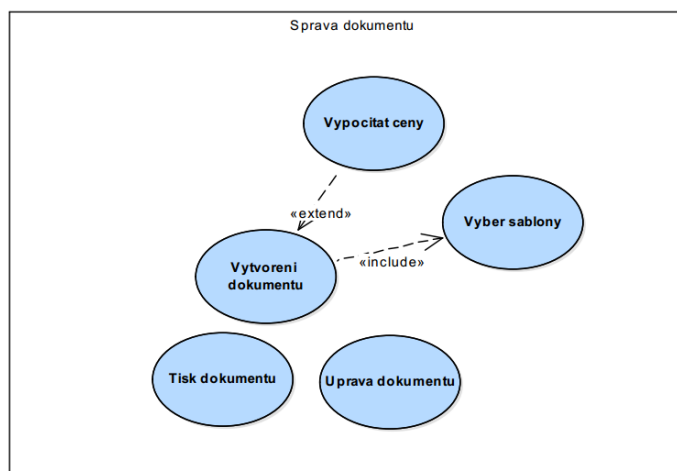 Sprava dokumentu
Vypocitat ceny
«extend»
Vyber sablony
«include»
Vytvoreni
dokumentu
Tisk dokumentu
Uprava dokumentu